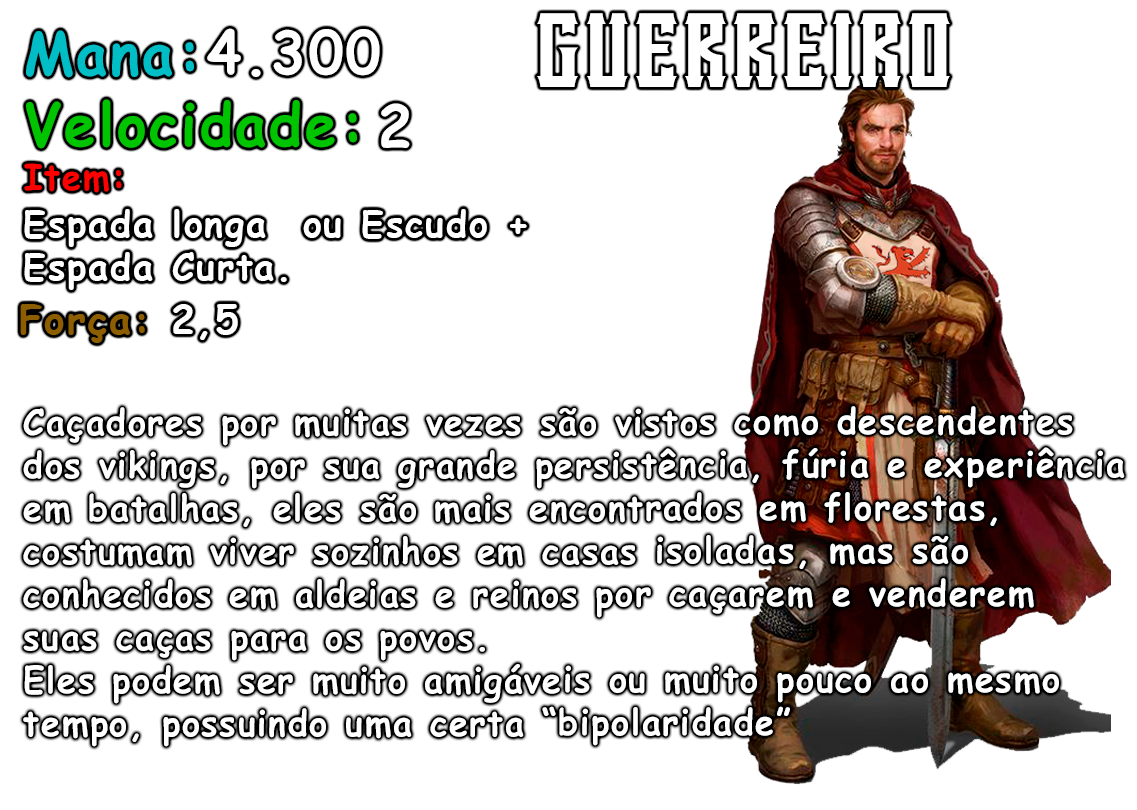 GUERREIRO
Mana: 4.300
Velocidade: 2
Item:
Espada longa ou Escudo +
Espada Curta.
Força: 2,5
Caçadores por muitas vezes são vistos como descendentes
dos vikings, por sua grande persistência, fúria e experiência
em batalhas, eles são mais encontrados em florestas,
costumam viver sozinhos em casas isoladas, mas são
conhecidos em aldeias e reinos por caçarem e venderem
suas caças para os povos.
Eles podem ser muito amigáveis ou muito pouco ao mesmo
tempo, possuindo uma certa “bipolaridade”